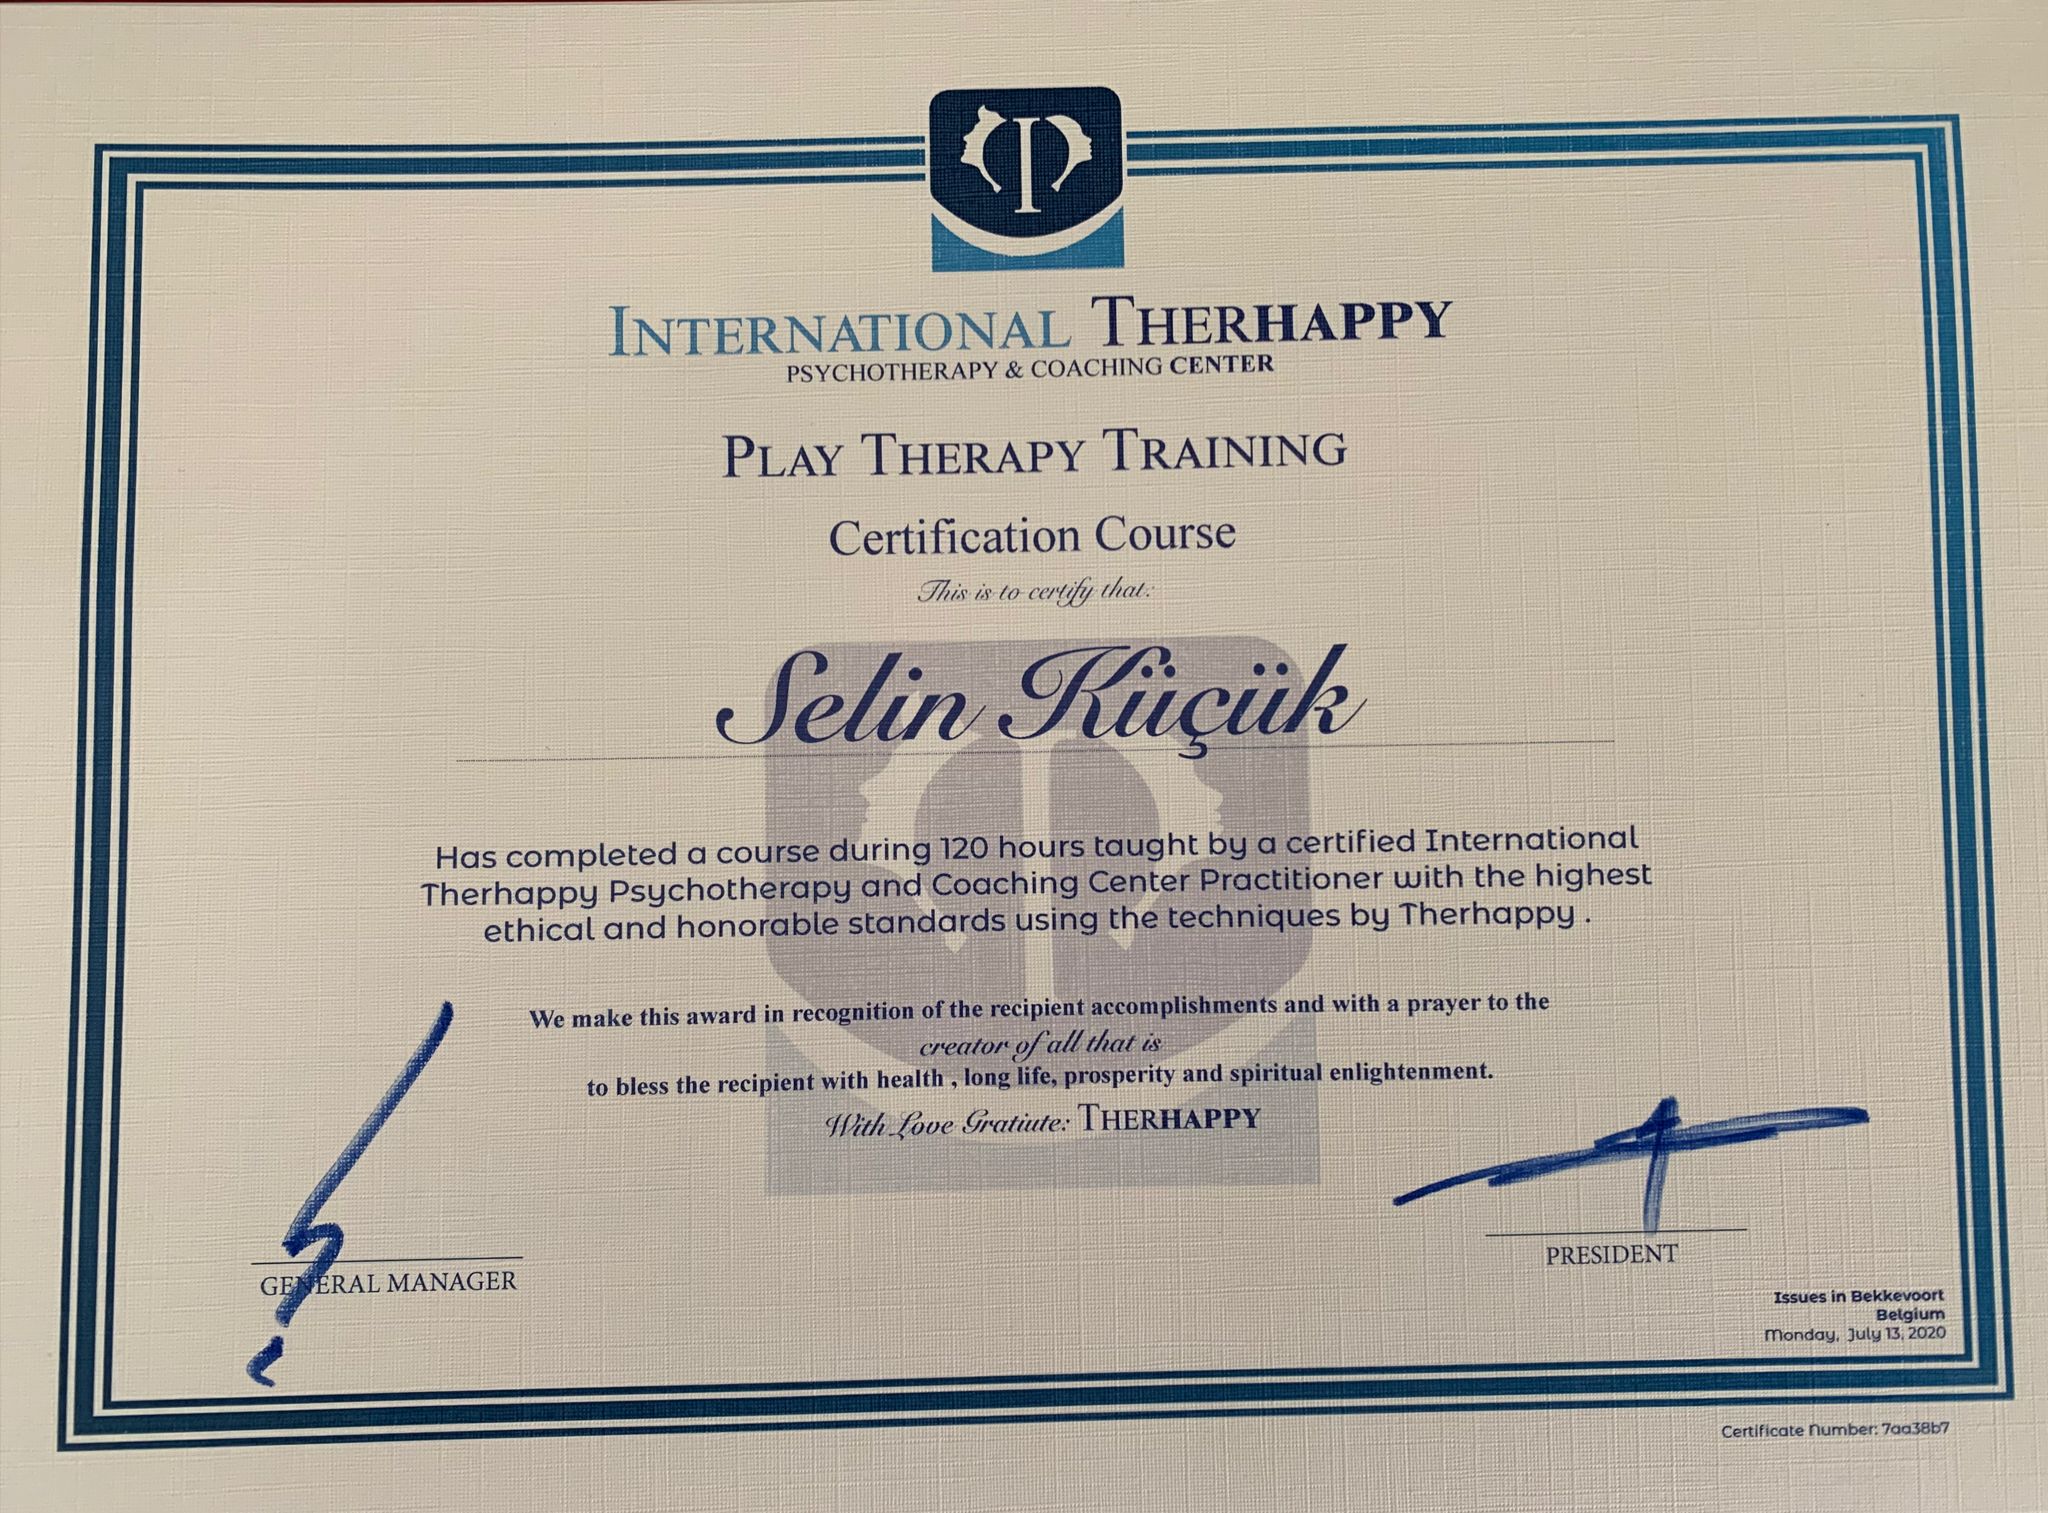 INTERNATIONAL THERHAPPY
PSYCHOTHERAPY & COACHING CENTER
PLAY THERAPY TRAINING
Certification Course
This is to certify that:
Selin Küçük
Has completed a course during 120 hours taught by a certified International
Therhappy Psychotherapy and Coaching Center Practitioner with the highest
ethical and honorable standards using the techniques by Therhappy .
We make this award in recognition of the recipient accomplishments and with a prayer to the
creator of all that is
to bless the recipient with health , long life, prosperity and spiritual enlightenment.
With Love Gratiute: THERHAPPY
GENERAL MANAGER
PRESIDENT
Issues in Bekkevoort
Belgium
Monday, July 13, 2020
Certificate Number: 7aa38b7